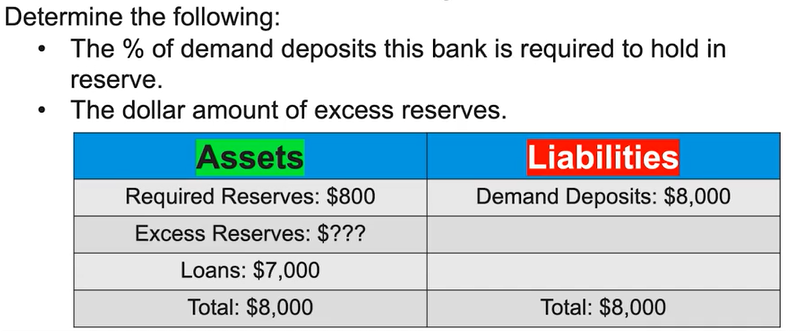 Determine the following:
• The % of demand deposits this bank is required to hold in
reserve.
• The dollar amount of excess reserves.
Assets Liabilities
Required Reserves: $800 Demand Deposits: $8,000
Excess Reserves: $???
Loans: $7,000
Total: $8,000 Total: $8,000